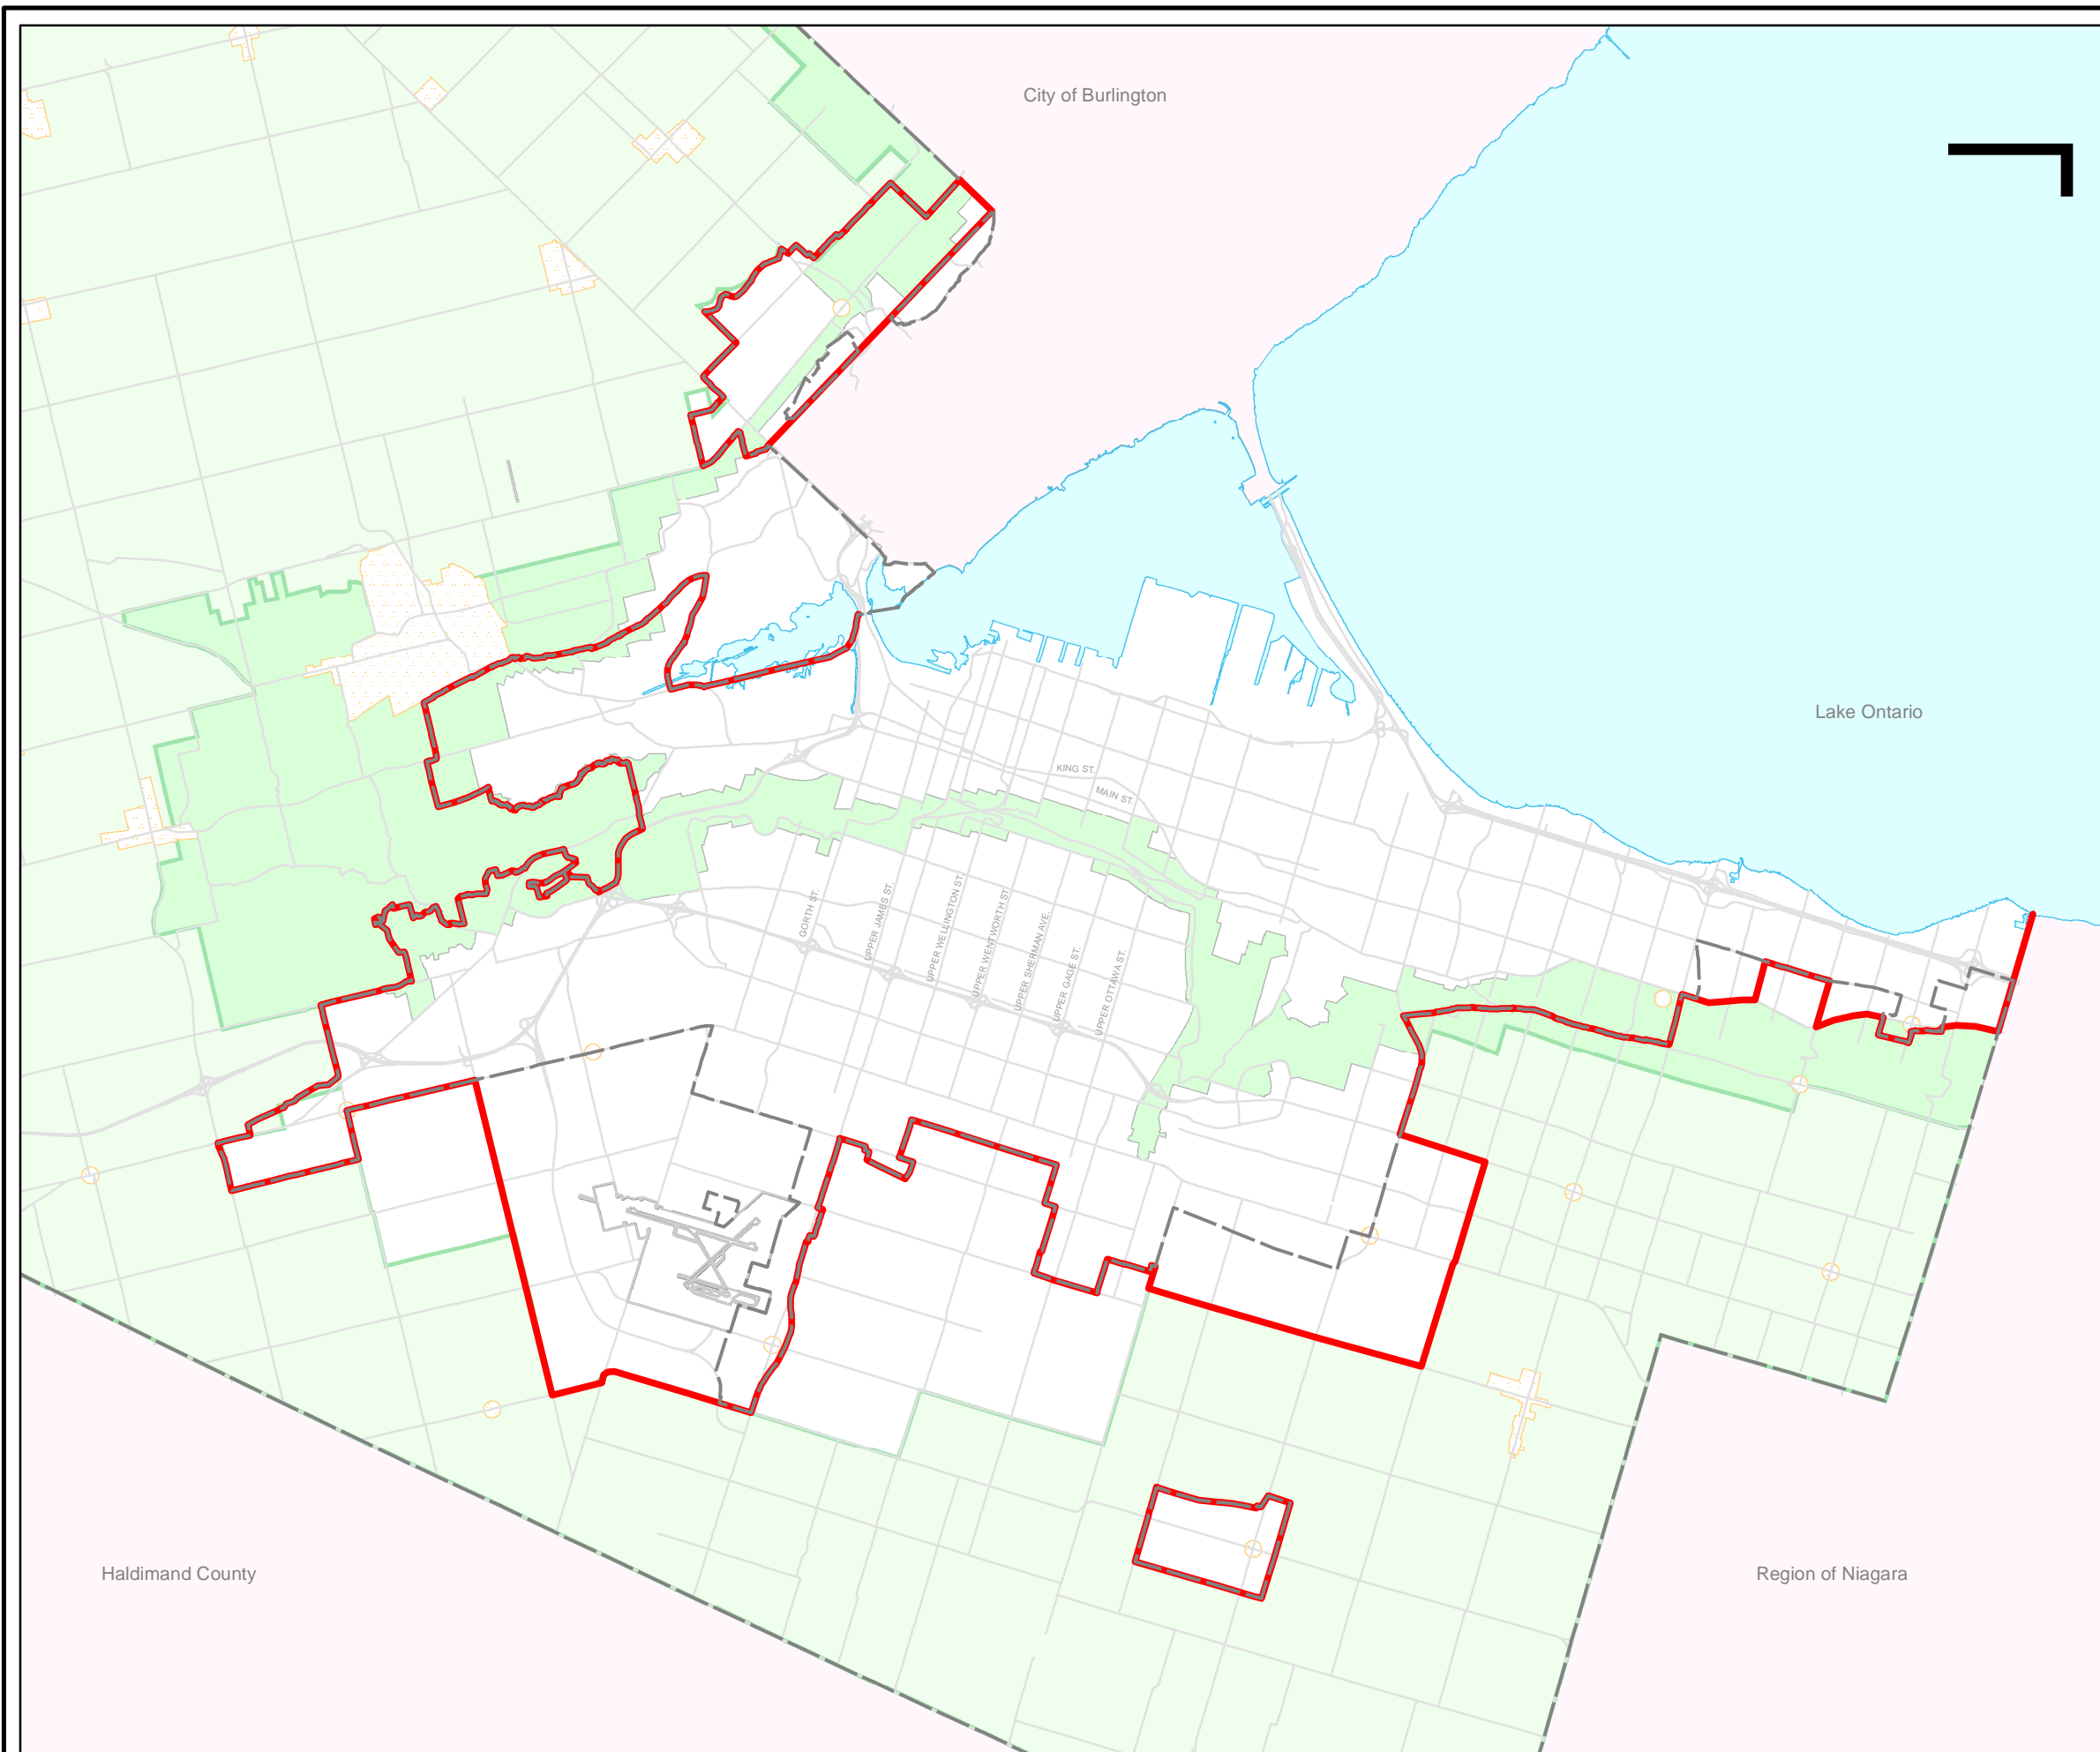 City of Burlington
Lake Ontario
KING ST.
MAIN ST.
GORTH ST.
UPPER JAMES ST.
UPPER WELLINGTON ST.
UPPER WENTWORTH ST
UPPER SHERMAN AVE.
UPPER GAGE ST.
UPPER OTTAWA ST.
Haldimand County
Region of Niagara